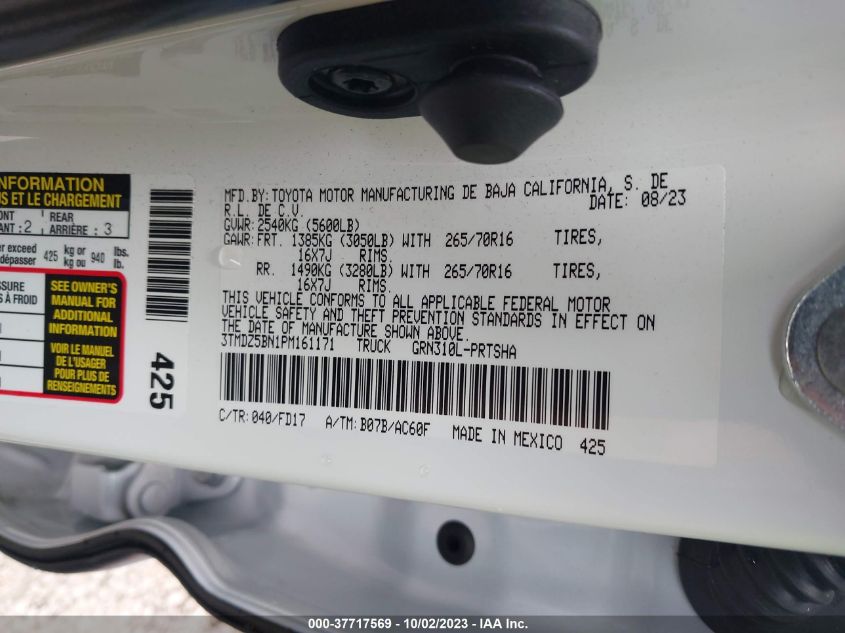 NFORMATION
US ET LE CHARGEMENT
ONT
ANT : 2
REAR
ARRIÈRE : 3
er exceed
dépasser
425
kg or
kg ou
940
lbs.
lb.
SSURE
S À FROID
SEE OWNER'S
MANUAL FOR
ADDITIONAL
INFORMATION
VOIR LE MANUEL
DE L'USAGER
POUR PLUS DE
RENSEIGNEMENTS
425
MFD.BY:TOYOTA MOTOR MANUFACTURING DE BAJA CALIFORNIA, S. DE
R.L. DE C.V. DATE: 08/23
GVWR:2540KG (5600LB)
GAWR:FRT. 1385KG (3050LB) WITH 265/70R16 TIRES,
16X7J RIMS.
RR. 1490KG (3280LB) WITH 265/70R16 TIRES,
16X7J RIMS.
THIS VEHICLE CONFORMS TO ALL APPLICABLE FEDERAL MOTOR
VEHICLE SAFETY AND THEFT PREVENTION STANDARDS IN EFFECT ON
THE DATE OF MANUFACTURE SHOWN ABOVE.
3TMDZ5BN1PM161171 TRUCK GRN310L-PRTSHA
C/TR:040/FD17 A/TM:B07B/AC60F MADE IN MEXICO 425
000-37717569 - 10/02/2023 - IAA Inc.